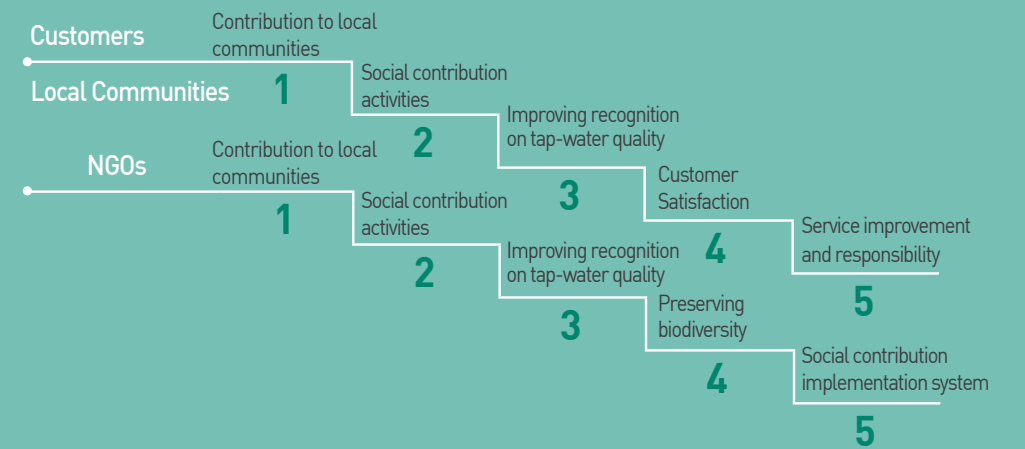 Customers
Local Communities
Contribution to local
communities
1
Social contribution
activities
2
Improving recognition
on tap-water quality
3
Customer
Satisfaction
4
Service improvement
and responsibility
5
NGOs
Contribution to local
communities
1
Social contribution
activities
2
Improving recognition
on tap-water quality
3
Preserving
biodiversity
4
Social contribution
implementation system
5